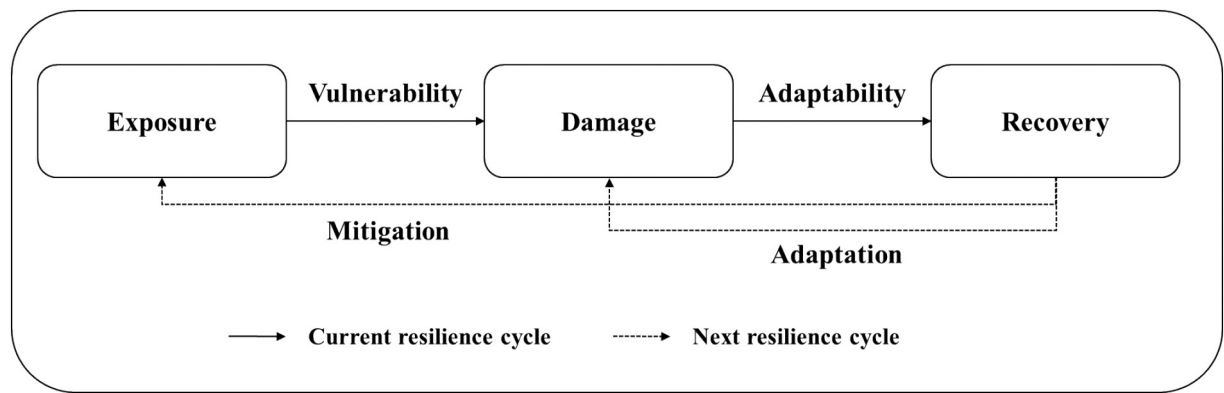 Vulnerability
Adaptability
Exposure
Damage
Recovery
Mitigation
Adaptation
Current resilience cycle
Next resilience cycle